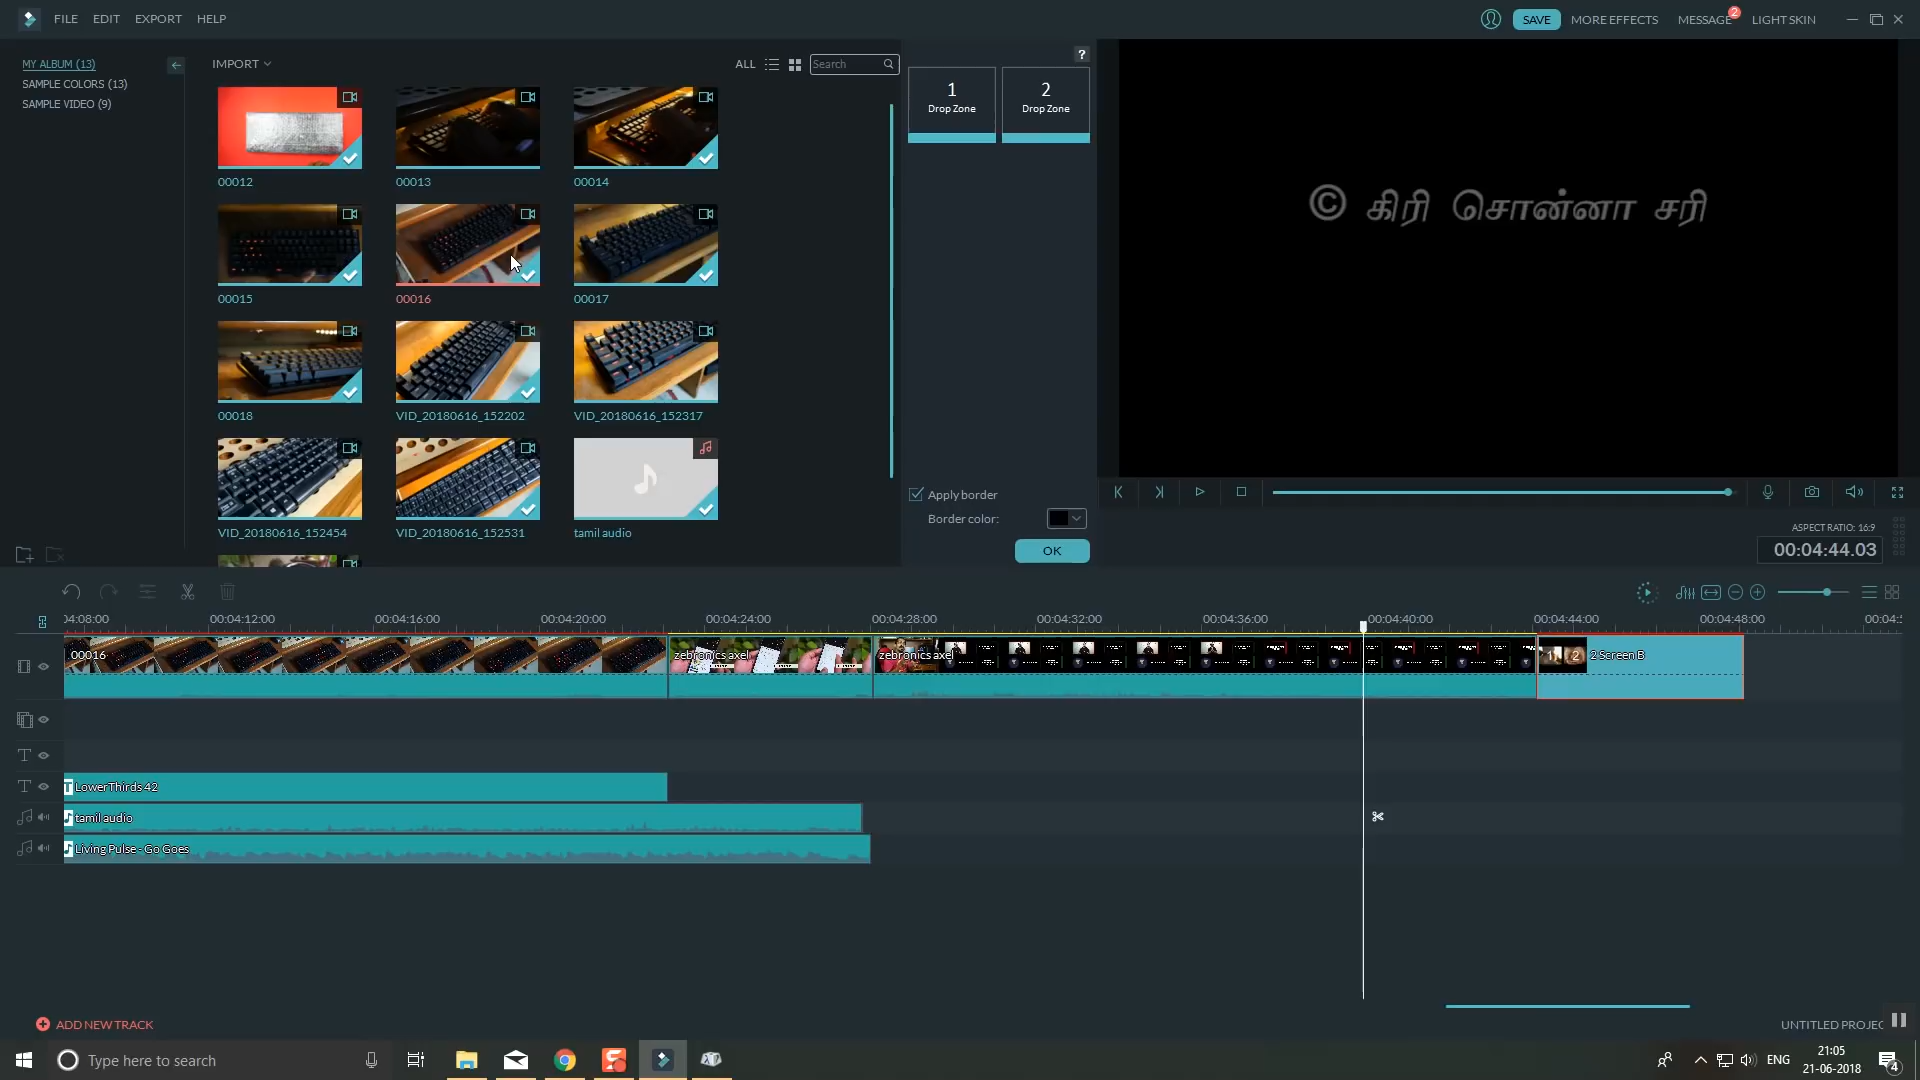 FILE EDIT EXPORT HELP
SAVE MORE EFFECTS MESSAGE 2 LIGHT SKIN
MY ALBUM (13)
SAMPLE COLORS (13)
SAMPLE VIDEO (9)
IMPORT
ALL
Search
?
1
Drop Zone
2
Drop Zone
© கிரி சொன்னா சரி
00012
00013
00014
00015
00016
00017
00018
VID_20180616_152202
VID_20180616_152317
VID_20180616_152454
VID_20180616_152531
tamil audio
Apply border
Border color:
OK
ASPECT RATIO: 16:9
00:04:44.03
04:08:00 00:04:12:00 00:04:16:00 00:04:20:00 00:04:24:00 00:04:28:00 00:04:32:00 00:04:36:00 00:04:40:00 00:04:44:00 00:04:48:00
00016
zebronics axel
zebronics axel
1 2
2 Screen B
LowerThirds 42
tamil audio
Living Pulse - Go Goes
ADD NEW TRACK
UNTITLED PROJEC
Type here to search
ENG
21:05
21-06-2018
4